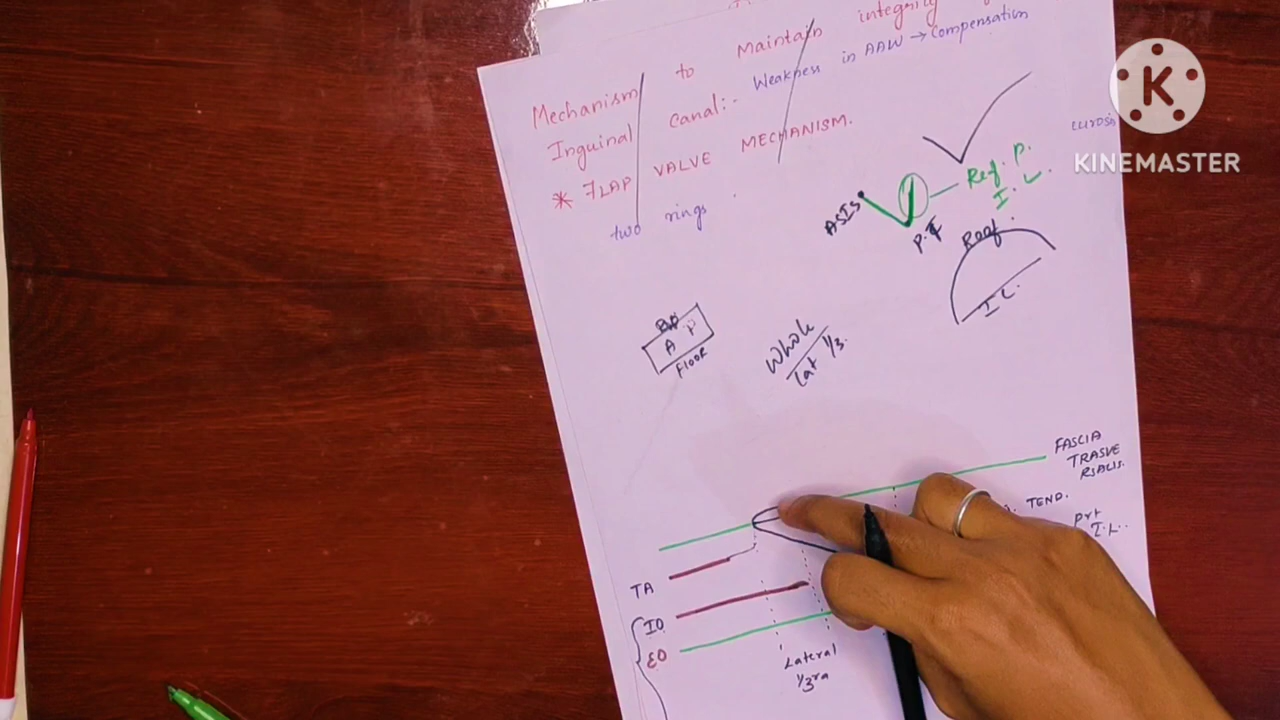 Mechanism to Maintain integrity
Inguinal canal:- Weakness in AAW → Compensation
* FLAP VALVE MECHANISM.
two rings
K
KINEMASTER
Ref. P.
I. L.
ASIS
P.T
Roof.
I L.
A P
FLOOR
Whole
Lat 1/3.
FASCIA
TRASVE
RSALIS.
TEND.
Prt
I.L.
TA
IO
EO
Lateral
1/3rd